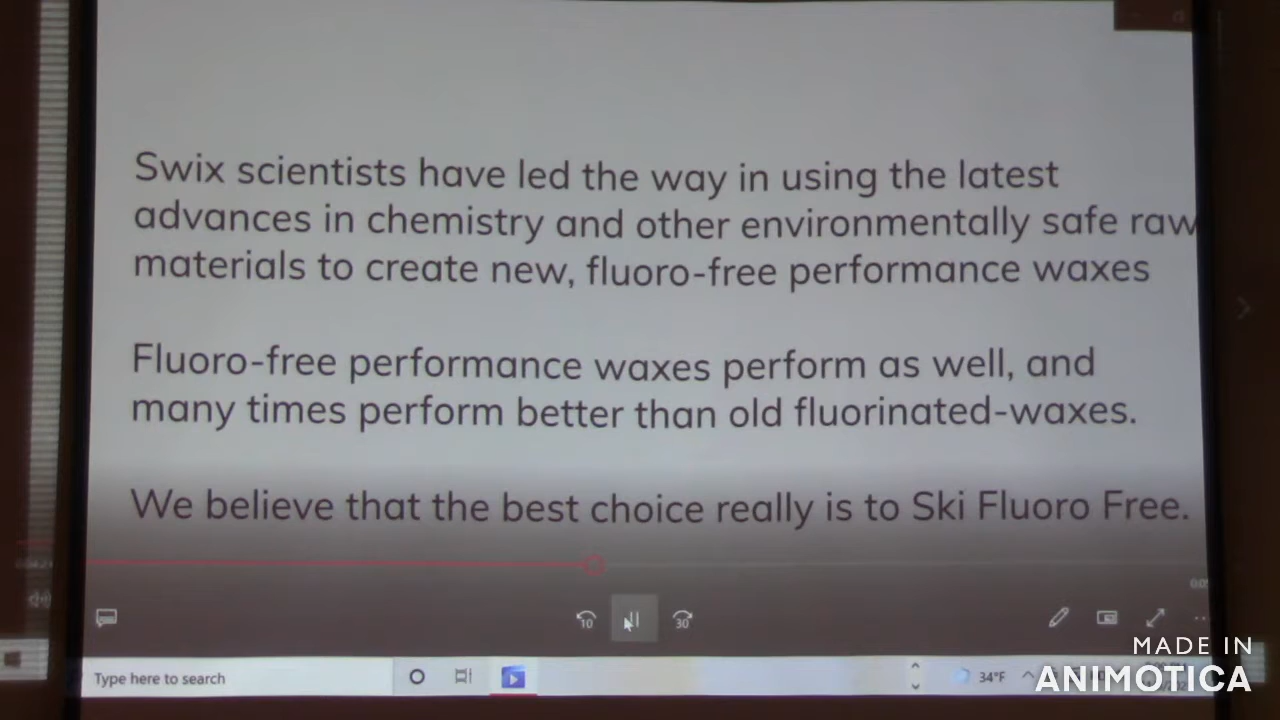 Swix scientists have led the way in using the latest
advances in chemistry and other environmentally safe raw
materials to create new, fluoro-free performance waxes
Fluoro-free performance waxes perform as well, and
many times perform better than old fluorinated-waxes.
We believe that the best choice really is to Ski Fluoro Free.
10
30
Type here to search
34°F
MADE IN
ANIMOTICA